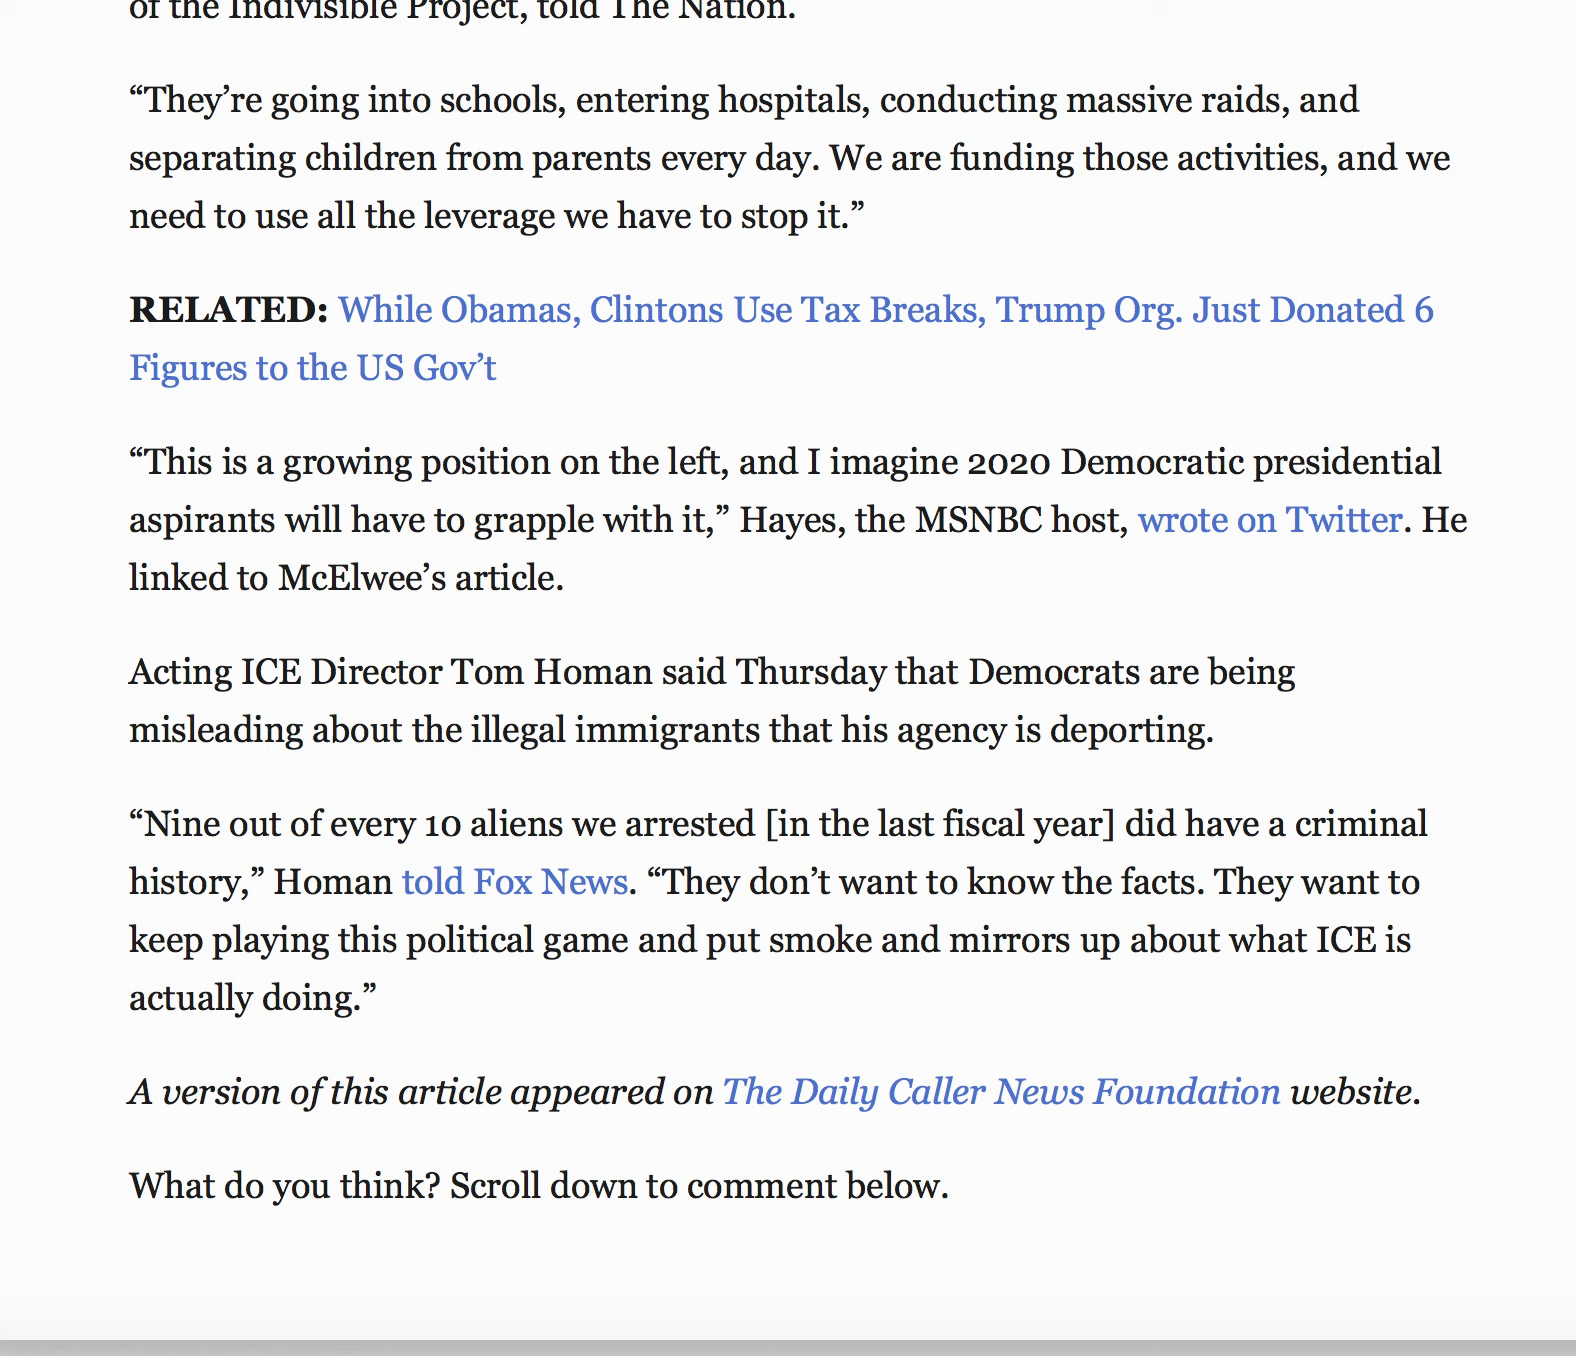 of the Indivisible Project, told The Nation.
“They’re going into schools, entering hospitals, conducting massive raids, and
separating children from parents every day. We are funding those activities, and we
need to use all the leverage we have to stop it.”
RELATED: While Obamas, Clintons Use Tax Breaks, Trump Org. Just Donated 6
Figures to the US Gov’t
“This is a growing position on the left, and I imagine 2020 Democratic presidential
aspirants will have to grapple with it,” Hayes, the MSNBC host, wrote on Twitter. He
linked to McElwee’s article.
Acting ICE Director Tom Homan said Thursday that Democrats are being
misleading about the illegal immigrants that his agency is deporting.
“Nine out of every 10 aliens we arrested [in the last fiscal year] did have a criminal
history,” Homan told Fox News. “They don’t want to know the facts. They want to
keep playing this political game and put smoke and mirrors up about what ICE is
actually doing.”
A version of this article appeared on The Daily Caller News Foundation website.
What do you think? Scroll down to comment below.